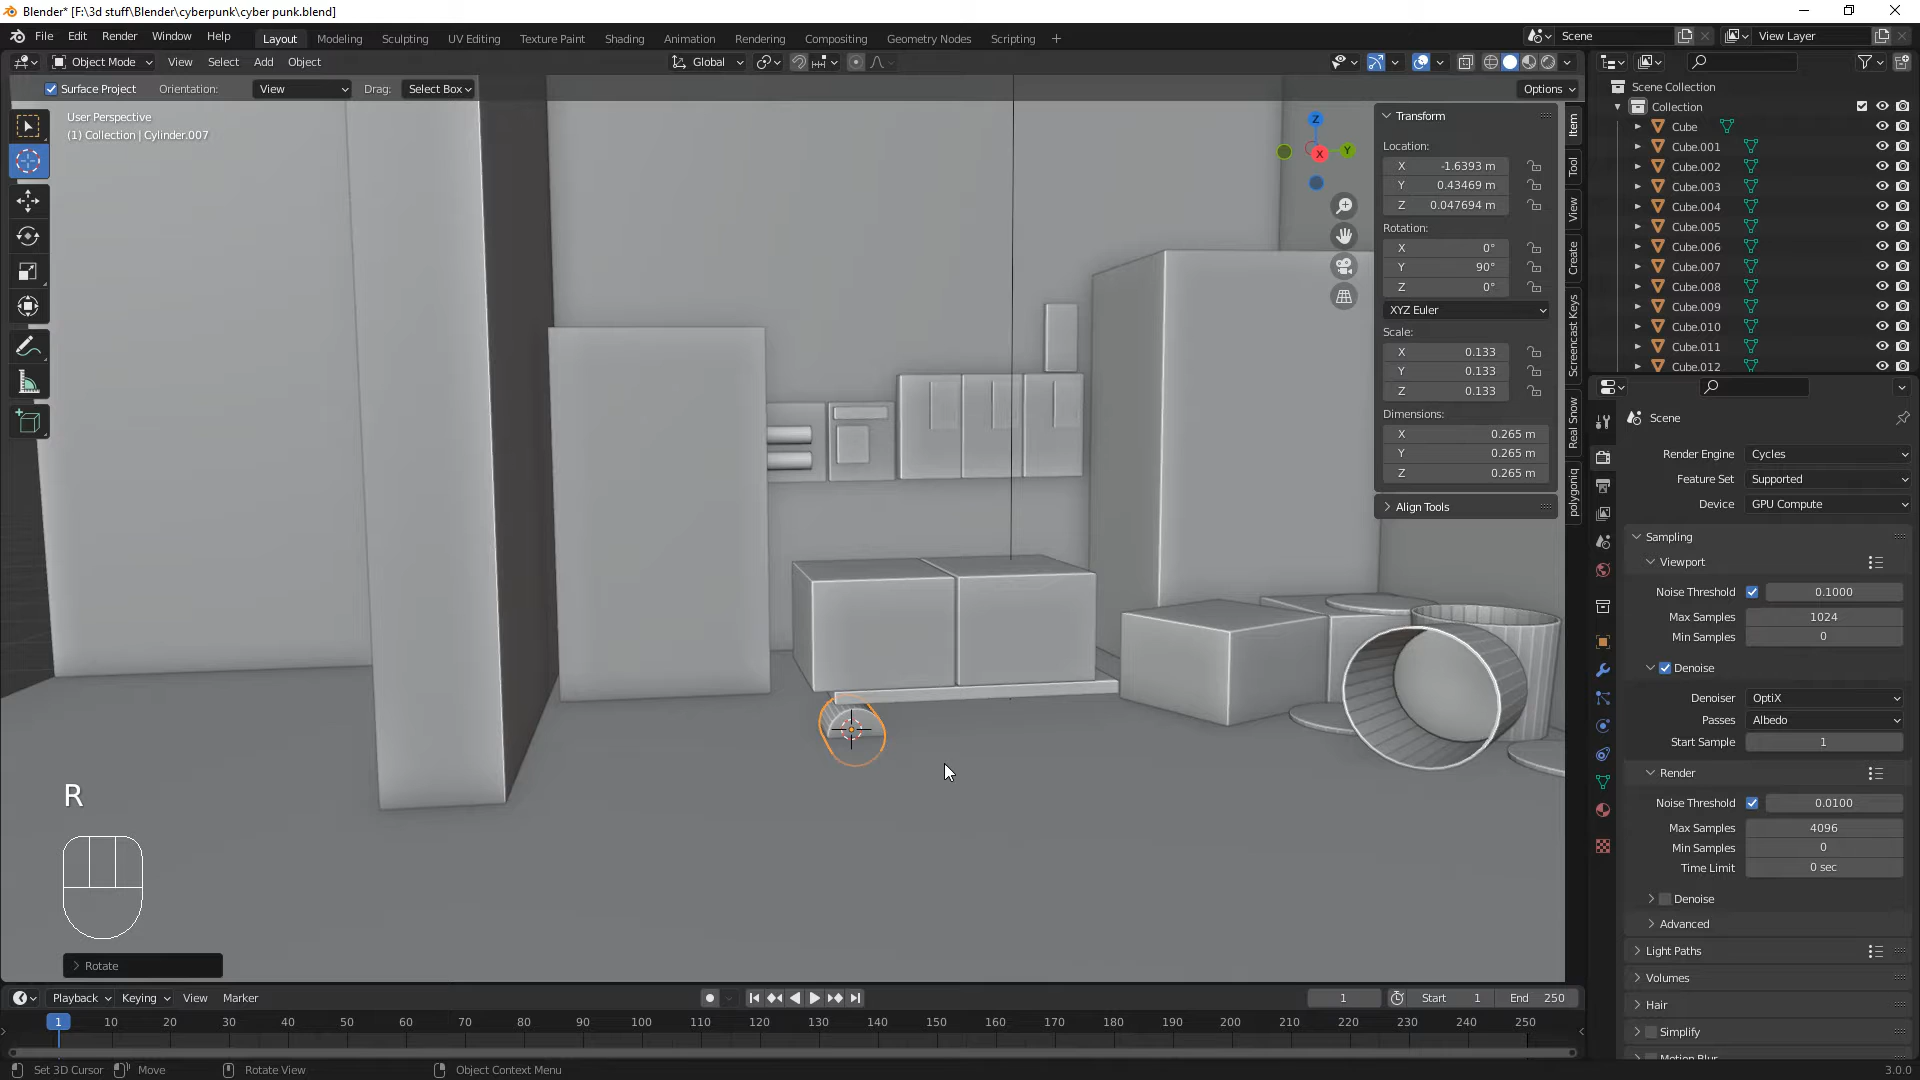 Blender* [F:\3d stuff\Blender\cyberpunk\cyber punk.blend]
File Edit Render Window Help
Layout Modeling Sculpting UV Editing Texture Paint Shading Animation Rendering Compositing Geometry Nodes Scripting +
Scene
View Layer
Object Mode View Select Add Object
Global
Surface Project Orientation: View Drag: Select Box
Options
User Perspective
(1) Collection | Cylinder.007
Z
Y
X
Transform
Location:
X -1.6393 m
Y 0.43469 m
Z 0.047694 m
Rotation:
X 0°
Y 90°
Z 0°
XYZ Euler
Scale:
X 0.133
Y 0.133
Z 0.133
Dimensions:
X 0.265 m
Y 0.265 m
Z 0.265 m
Align Tools
Item
Tool
View
Create
Screencast Keys
Real Snow
polygoniq
Scene Collection
Collection
Cube
Cube.001
Cube.002
Cube.003
Cube.004
Cube.005
Cube.006
Cube.007
Cube.008
Cube.009
Cube.010
Cube.011
Cube.012
Scene
Render Engine Cycles
Feature Set Supported
Device GPU Compute
Sampling
Viewport
Noise Threshold 0.1000
Max Samples 1024
Min Samples 0
Denoise
Denoiser OptiX
Passes Albedo
Start Sample 1
Render
Noise Threshold 0.0100
Max Samples 4096
Min Samples 0
Time Limit 0 sec
Denoise
Advanced
Light Paths
Volumes
Hair
Simplify
Motion Blur
R
Rotate
Playback Keying View Marker
1 Start 1 End 250
1 10 20 30 40 50 60 70 80 90 100 110 120 130 140 150 160 170 180 190 200 210 220 230 240 250
Set 3D Cursor Move Rotate View Object Context Menu
3.0.0